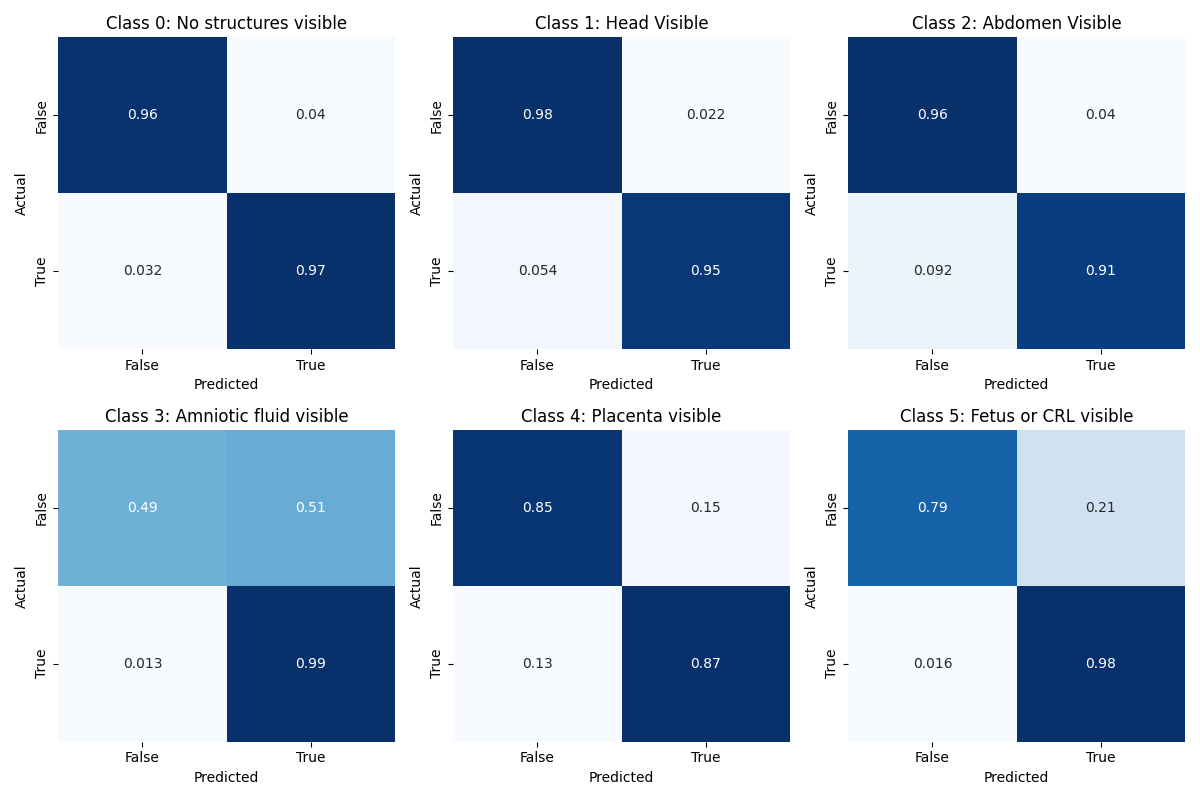 Class 0: No structures visible
False
0.96
0.04
Actual
True
0.032
0.97
False
True
Predicted
Class 1: Head Visible
False
0.98
0.022
Actual
True
0.054
0.95
False
True
Predicted
Class 2: Abdomen Visible
False
0.96
0.04
Actual
True
0.092
0.91
False
True
Predicted
Class 3: Amniotic fluid visible
False
0.49
0.51
Actual
True
0.013
0.99
False
True
Predicted
Class 4: Placenta visible
False
0.85
0.15
Actual
True
0.13
0.87
False
True
Predicted
Class 5: Fetus or CRL visible
False
0.79
0.21
Actual
True
0.016
0.98
False
True
Predicted